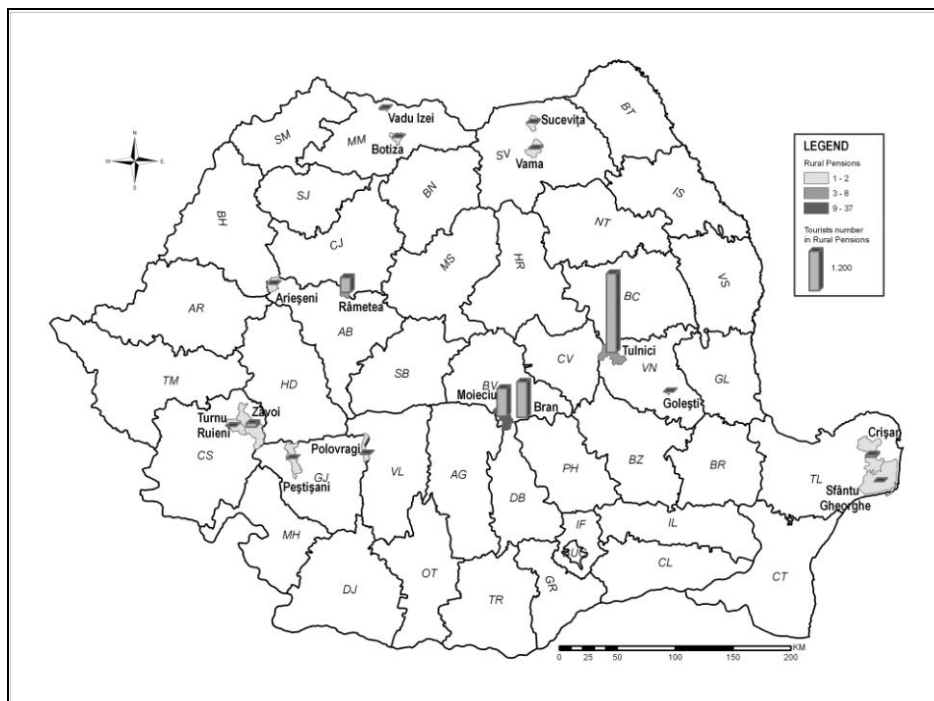 N
W
E
S
LEGEND
Rural Pensions
1 - 2
3 - 8
9 - 37
Tourists number
in Rural Pensions
1.200
BT
SM
MM
Vadu Izei
Botiza
Sucevița
SV
Vama
SJ
BN
IS
BH
CJ
NT
MS
HR
VS
Arieșeni
Râmetea
BC
AR
AB
Tulnici
TM
HD
SB
BV
CV
VN
GL
Moieciu
Bran
Golești
Turnu
Ruieni
Zăvoi
CS
Polovragi
Peștișani
GJ
VL
AG
DB
PH
BZ
BR
TL
Crișan
Sfântu
Gheorghe
MH
IF
IL
CL
DJ
OT
TR
GR
CT
KM
0 10 25 50 100 150 200